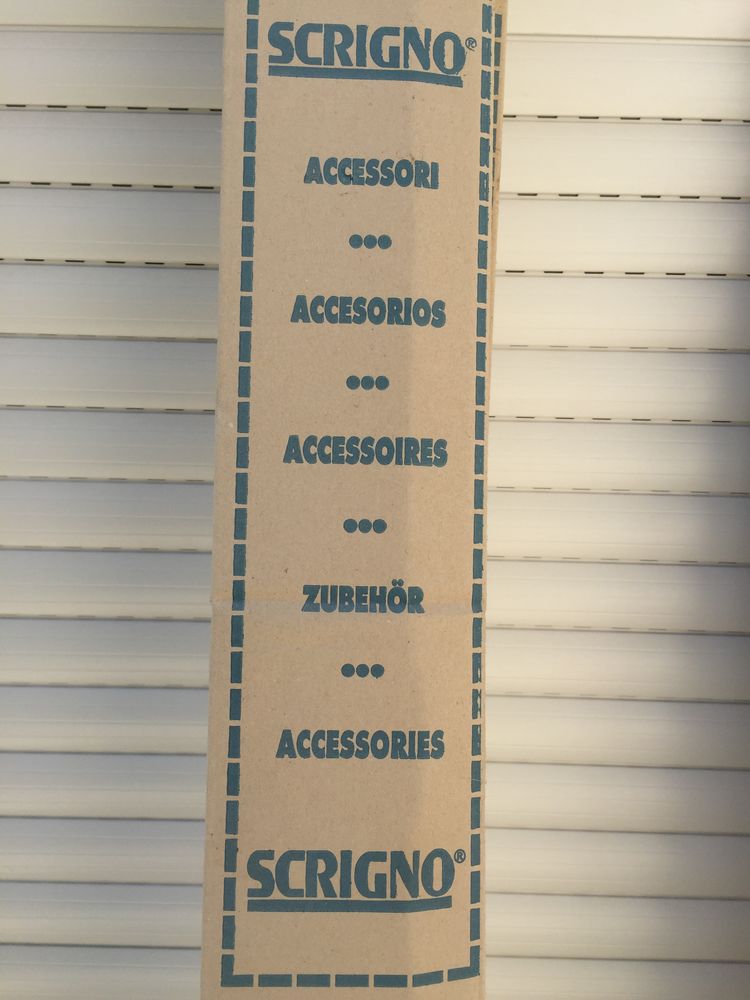 SCRIGNO®
ACCESSORI
•••
ACCESORIOS
•••
ACCESSOIRES
•••
ZUBEHÖR
•••
ACCESSORIES
SCRIGNO®